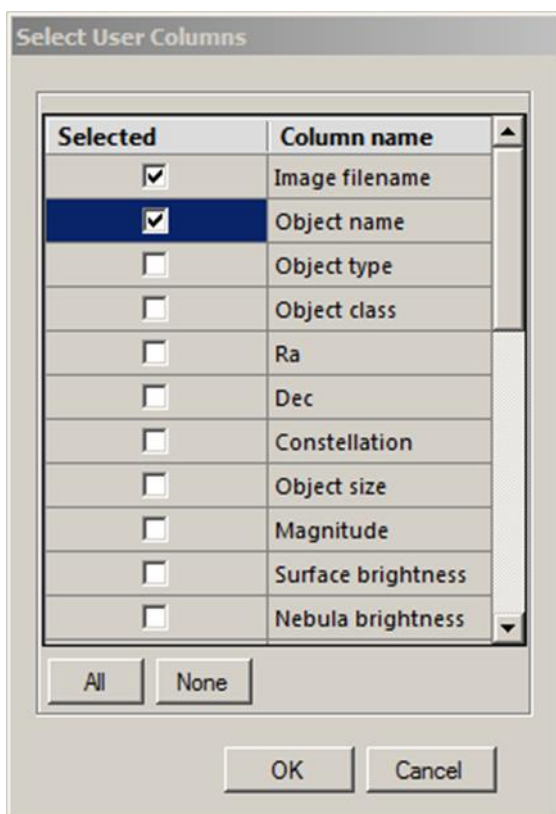 Select User Columns
Selected Column name
Image filename
Object name
Object type
Object class
Ra
Dec
Constellation
Object size
Magnitude
Surface brightness
Nebula brightness
All None
OK Cancel